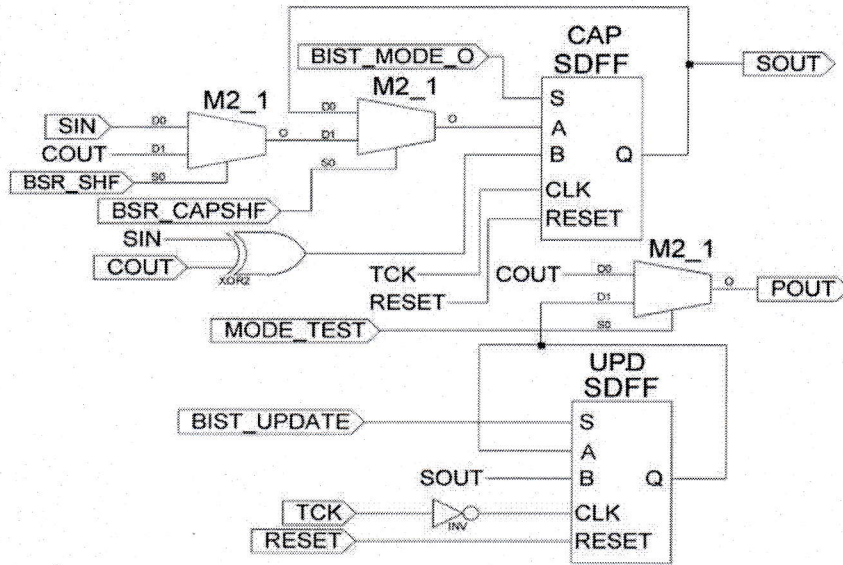 CAP
SDFF
BIST_MODE_O
SOUT
M2_1
M2_1
S
D0
D0
SIN
O
D1
O
A
COUT
D1
B
Q
BSR_SHF
S0
S0
CLK
BSR_CAPSHF
RESET
SIN
M2_1
COUT
XOR2
TCK
COUT
D0
O
POUT
RESET
D1
MODE_TEST
S0
UPD
SDFF
BIST_UPDATE
S
A
SOUT
B
Q
TCK
INV
CLK
RESET
RESET